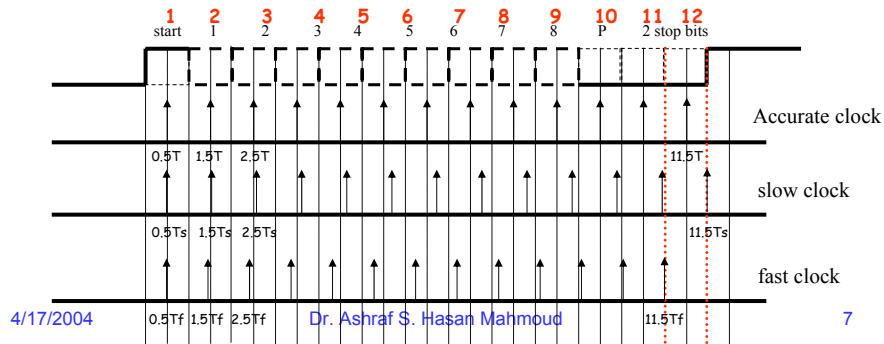 1 2 3 4 5 6 7 8 9 10 11 12
start 1 2 3 4 5 6 7 8 P 2 stop bits
Accurate clock
0.5T 1.5T 2.5T 11.5T
slow clock
0.5Ts 1.5Ts 2.5Ts 11.5Ts
fast clock
0.5Tf 1.5Tf 2.5Tf 11.5Tf
4/17/2004 Dr. Ashraf S. Hasan Mahmoud 7